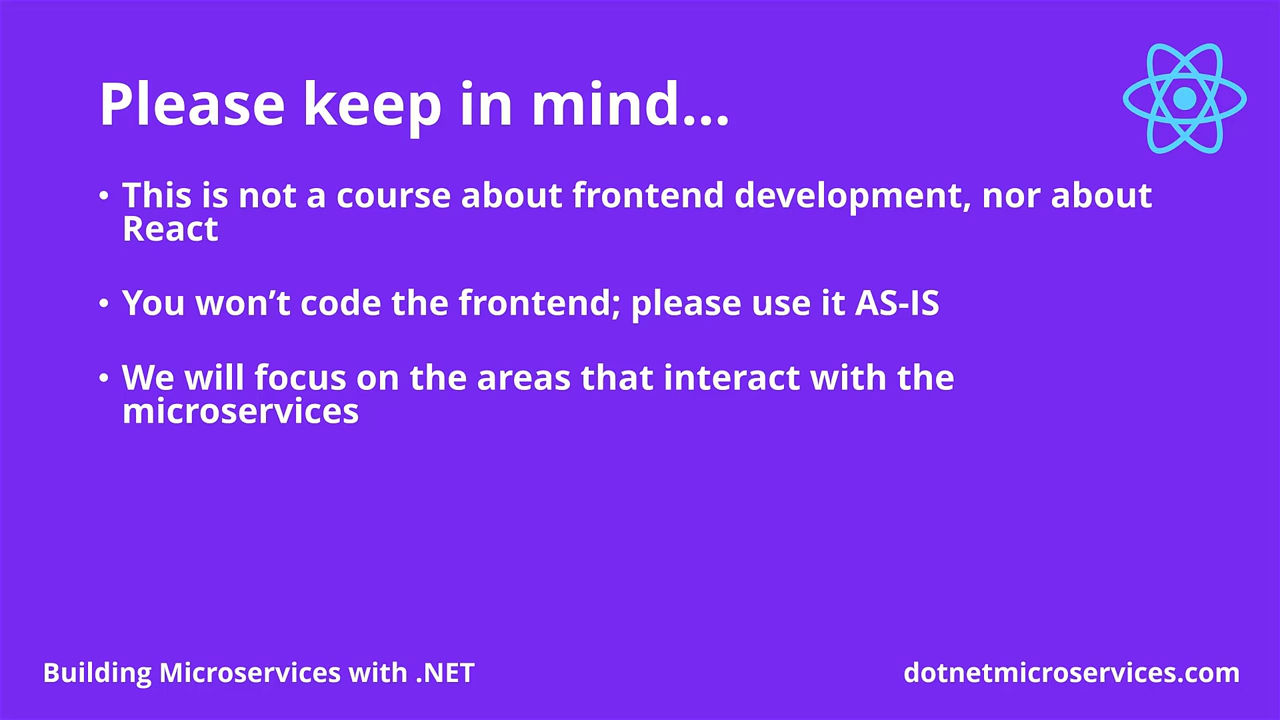 Please keep in mind...
• This is not a course about frontend development, nor about
React
• You won’t code the frontend; please use it AS-IS
• We will focus on the areas that interact with the
microservices
Building Microservices with .NET
dotnetmicroservices.com